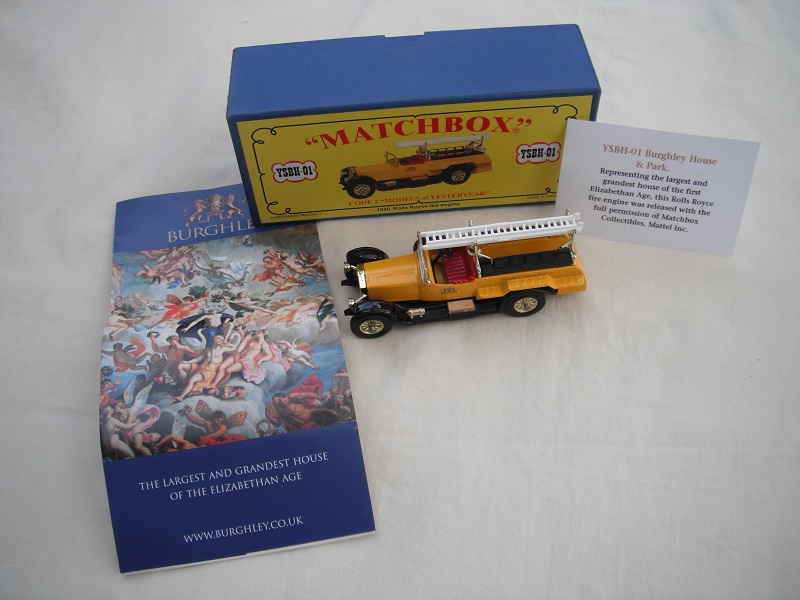 "MATCHBOX"®
YSBH-01
YSBH-01
CODE 2 "MODELS of YESTERYEAR"
1920 Rolls Royce fire engine
A MATCHBOX PRODUCT
YSBH-01 Burghley House
& Park.
Representing the largest and
grandest house of the first
Elizabethan Age, this Rolls Royce
fire engine was released with the
full permission of Matchbox
Collectibles, Mattel Inc.
BURGHLEY
THE LARGEST AND GRANDEST HOUSE
OF THE ELIZABETHAN AGE
WWW.BURGHLEY.CO.UK